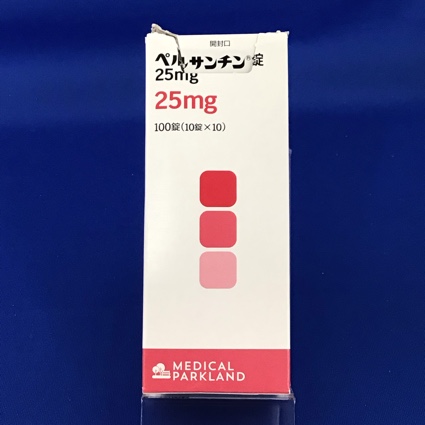 開封口
ペルサンチン®錠
25mg
25mg
100錠(10錠×10)
MEDICAL
PARKLAND